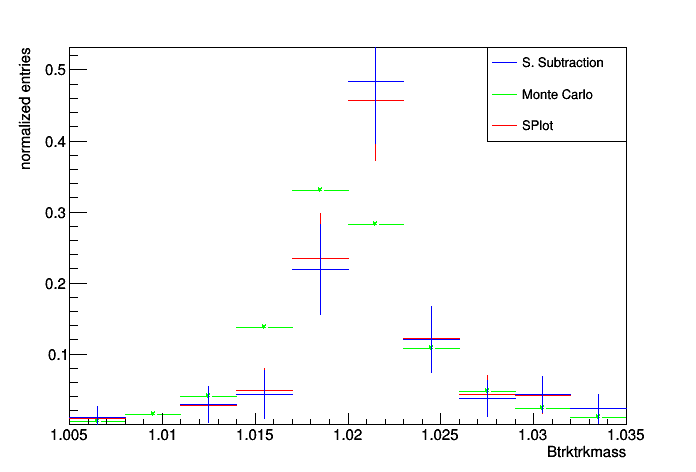 normalized entries
0.5
0.4
0.3
0.2
0.1
S. Subtraction
Monte Carlo
SPlot
1.005 1.01 1.015 1.02 1.025 1.03 1.035
Btrktrkmass